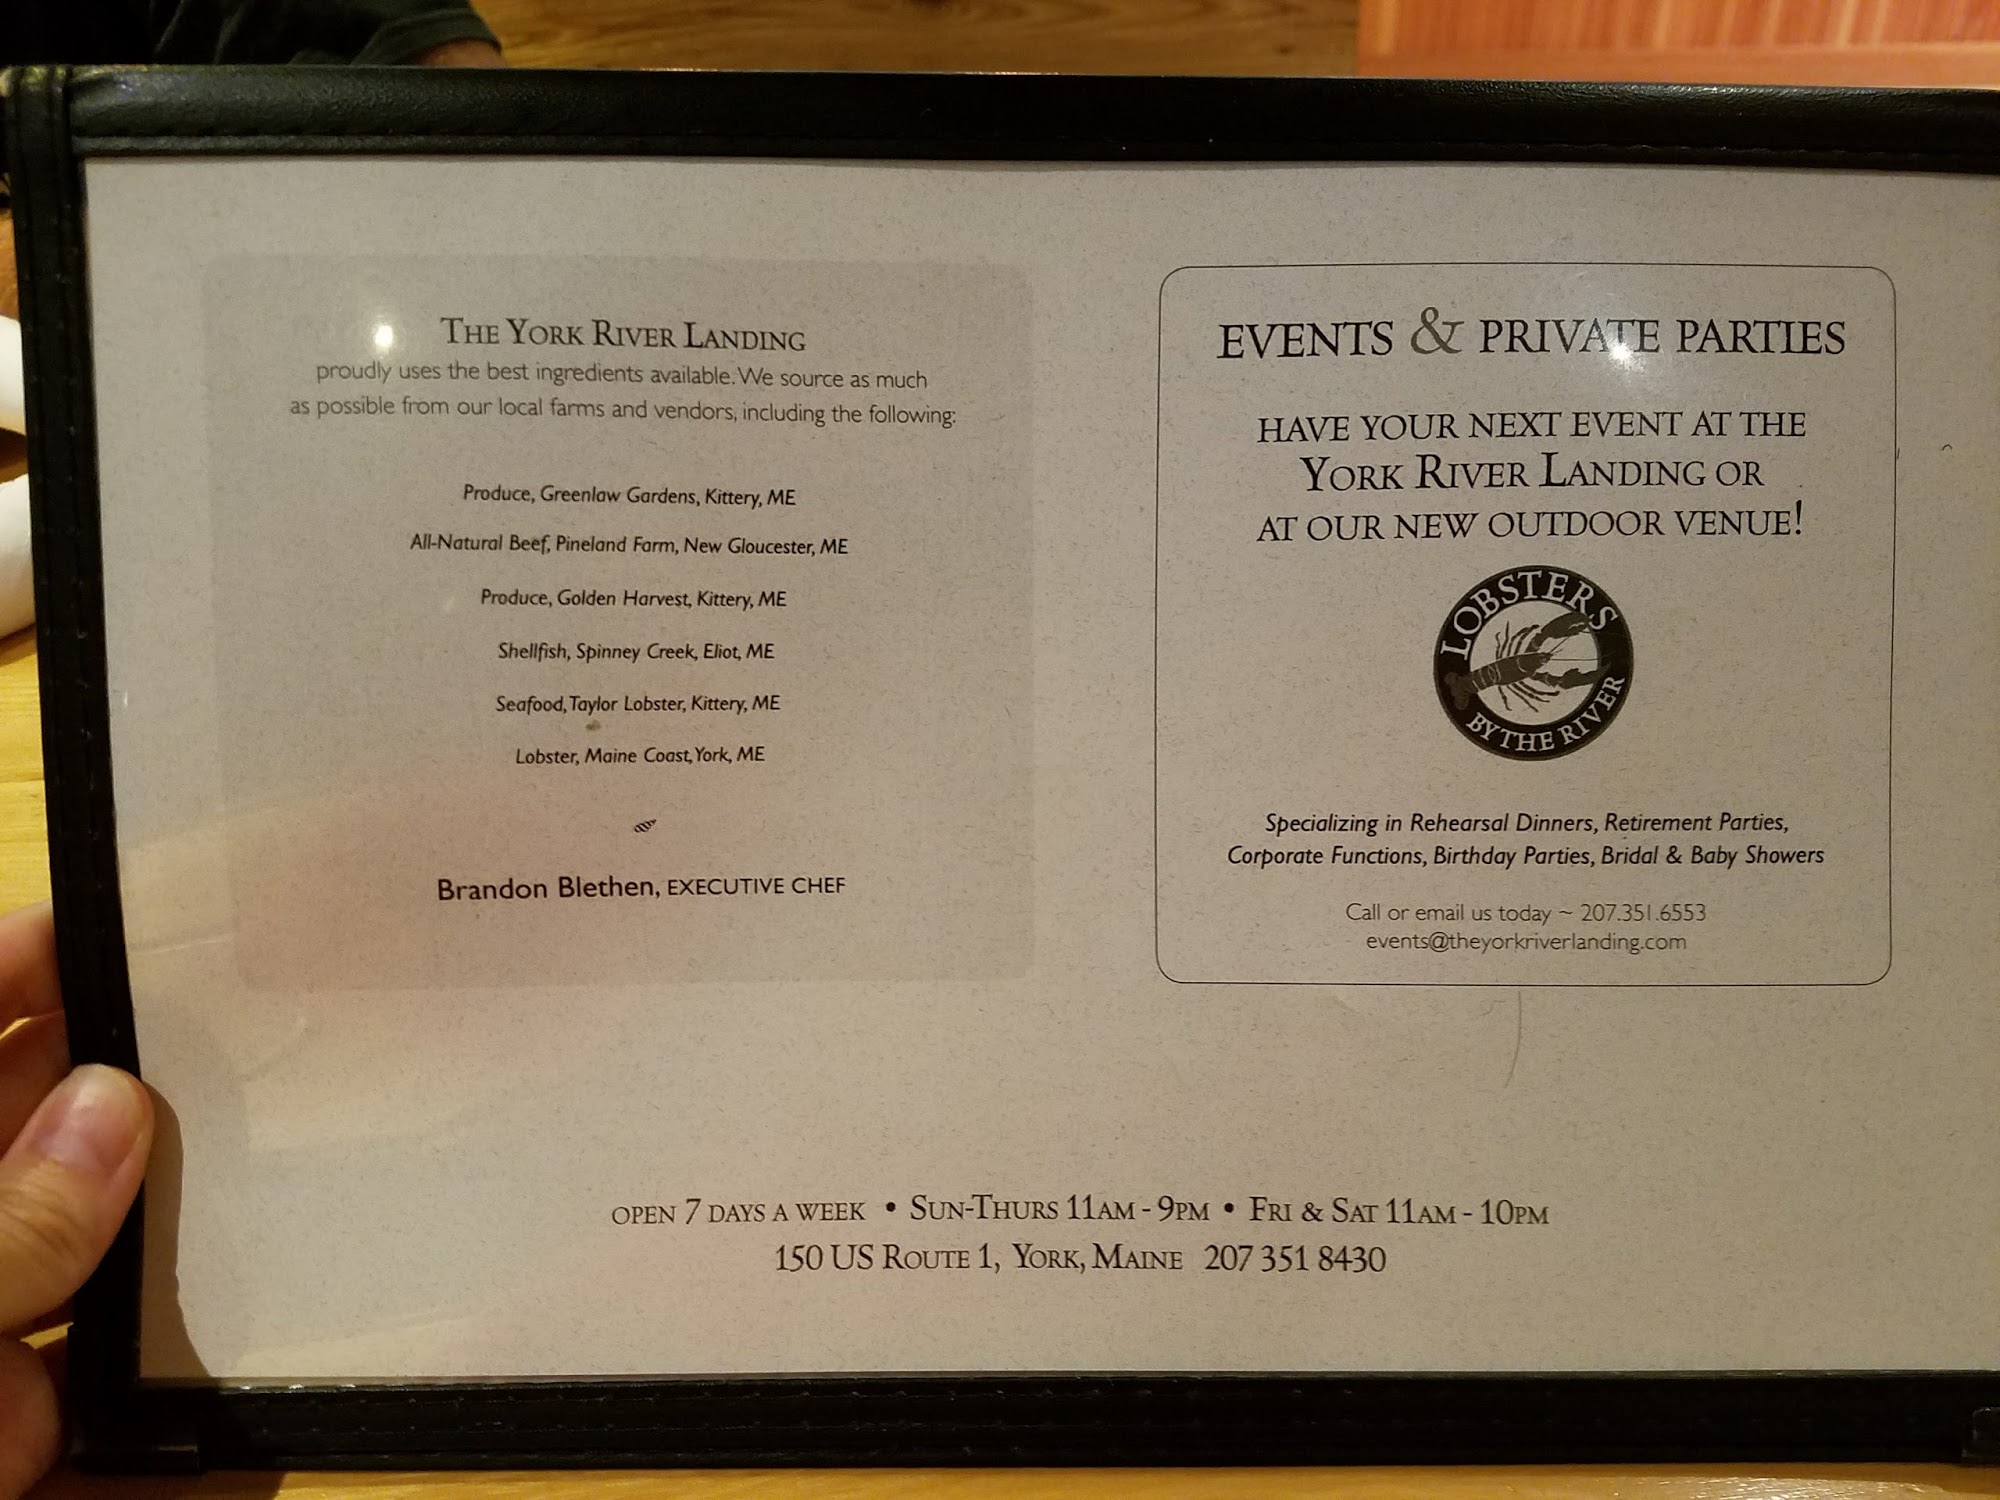 THE YORK RIVER LANDING
proudly uses the best ingredients available. We source as much
as possible from our local farms and vendors, including the following:
Produce, Greenlaw Gardens, Kittery, ME
All-Natural Beef, Pineland Farm, New Gloucester, ME
Produce, Golden Harvest, Kittery, ME
Shellfish, Spinney Creek, Eliot, ME
Seafood, Taylor Lobster, Kittery, ME
Lobster, Maine Coast, York, ME
Brandon Blethen, EXECUTIVE CHEF
EVENTS & PRIVATE PARTIES
HAVE YOUR NEXT EVENT AT THE
YORK RIVER LANDING OR
AT OUR NEW OUTDOOR VENUE!
LOBSTERS
BY THE RIVER
Specializing in Rehearsal Dinners, Retirement Parties,
Corporate Functions, Birthday Parties, Bridal & Baby Showers
Call or email us today ~ 207.351.6553
events@theyorkriverlanding.com
OPEN 7 DAYS A WEEK • SUN-THURS 11AM - 9PM • FRI & SAT 11AM - 10PM
150 US ROUTE 1, YORK, MAINE 207 351 8430